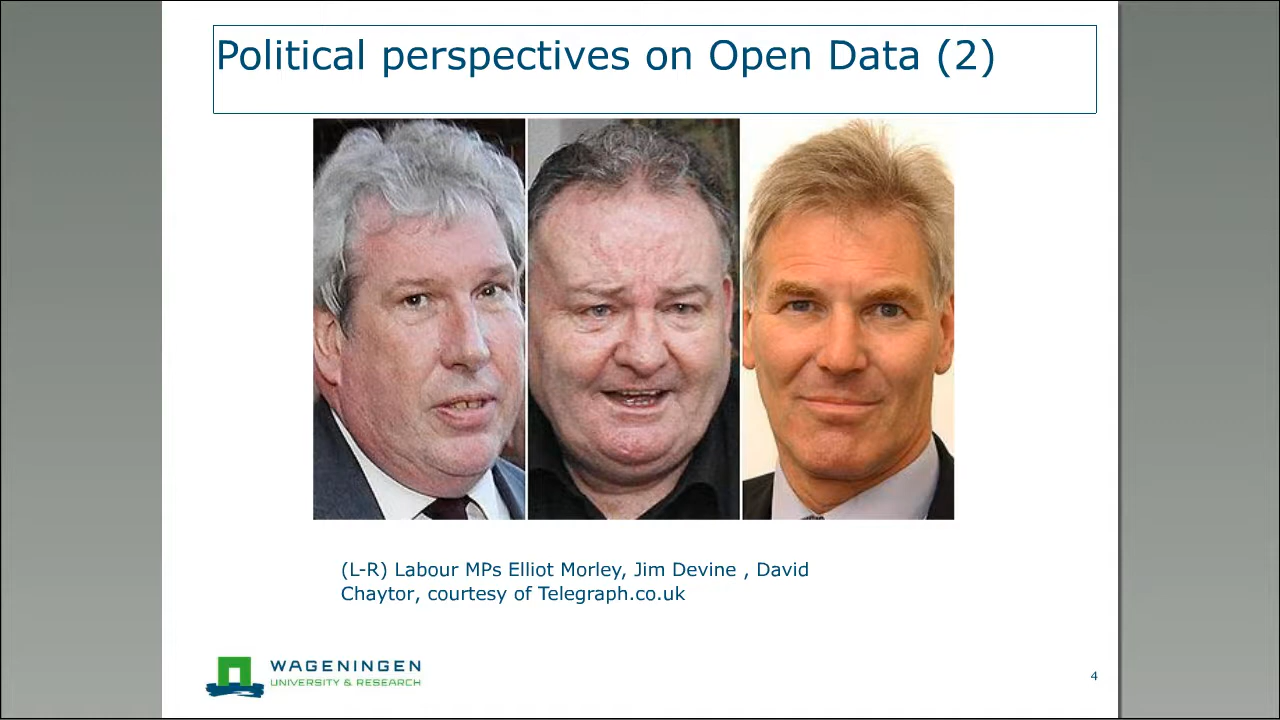 Political perspectives on Open Data (2)
(L-R) Labour MPs Elliot Morley, Jim Devine , David
Chaytor, courtesy of Telegraph.co.uk
WAGENINGEN
UNIVERSITY & RESEARCH
4